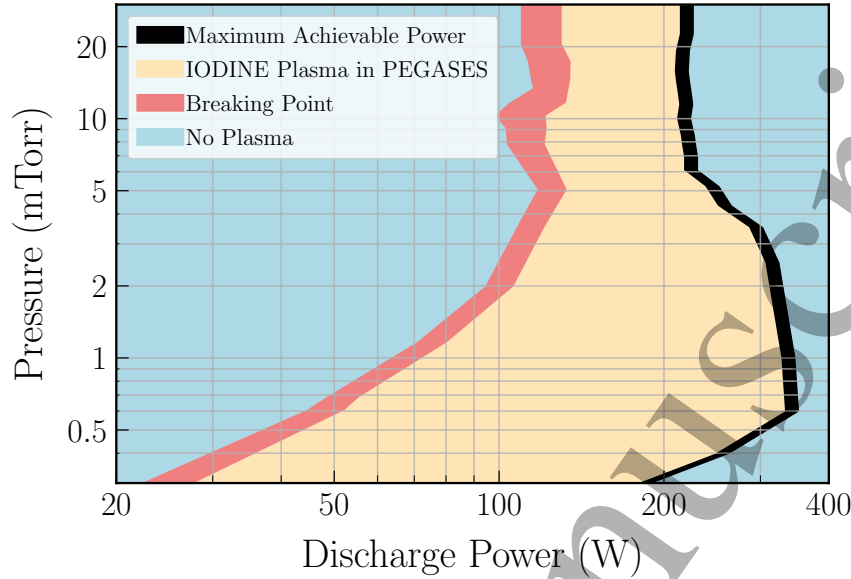 Maximum Achievable Power
IODINE Plasma in PEGASES
Breaking Point
No Plasma
Pressure (mTorr)
20
10
5
2
1
0.5
20
50
100
200
400
Discharge Power (W)